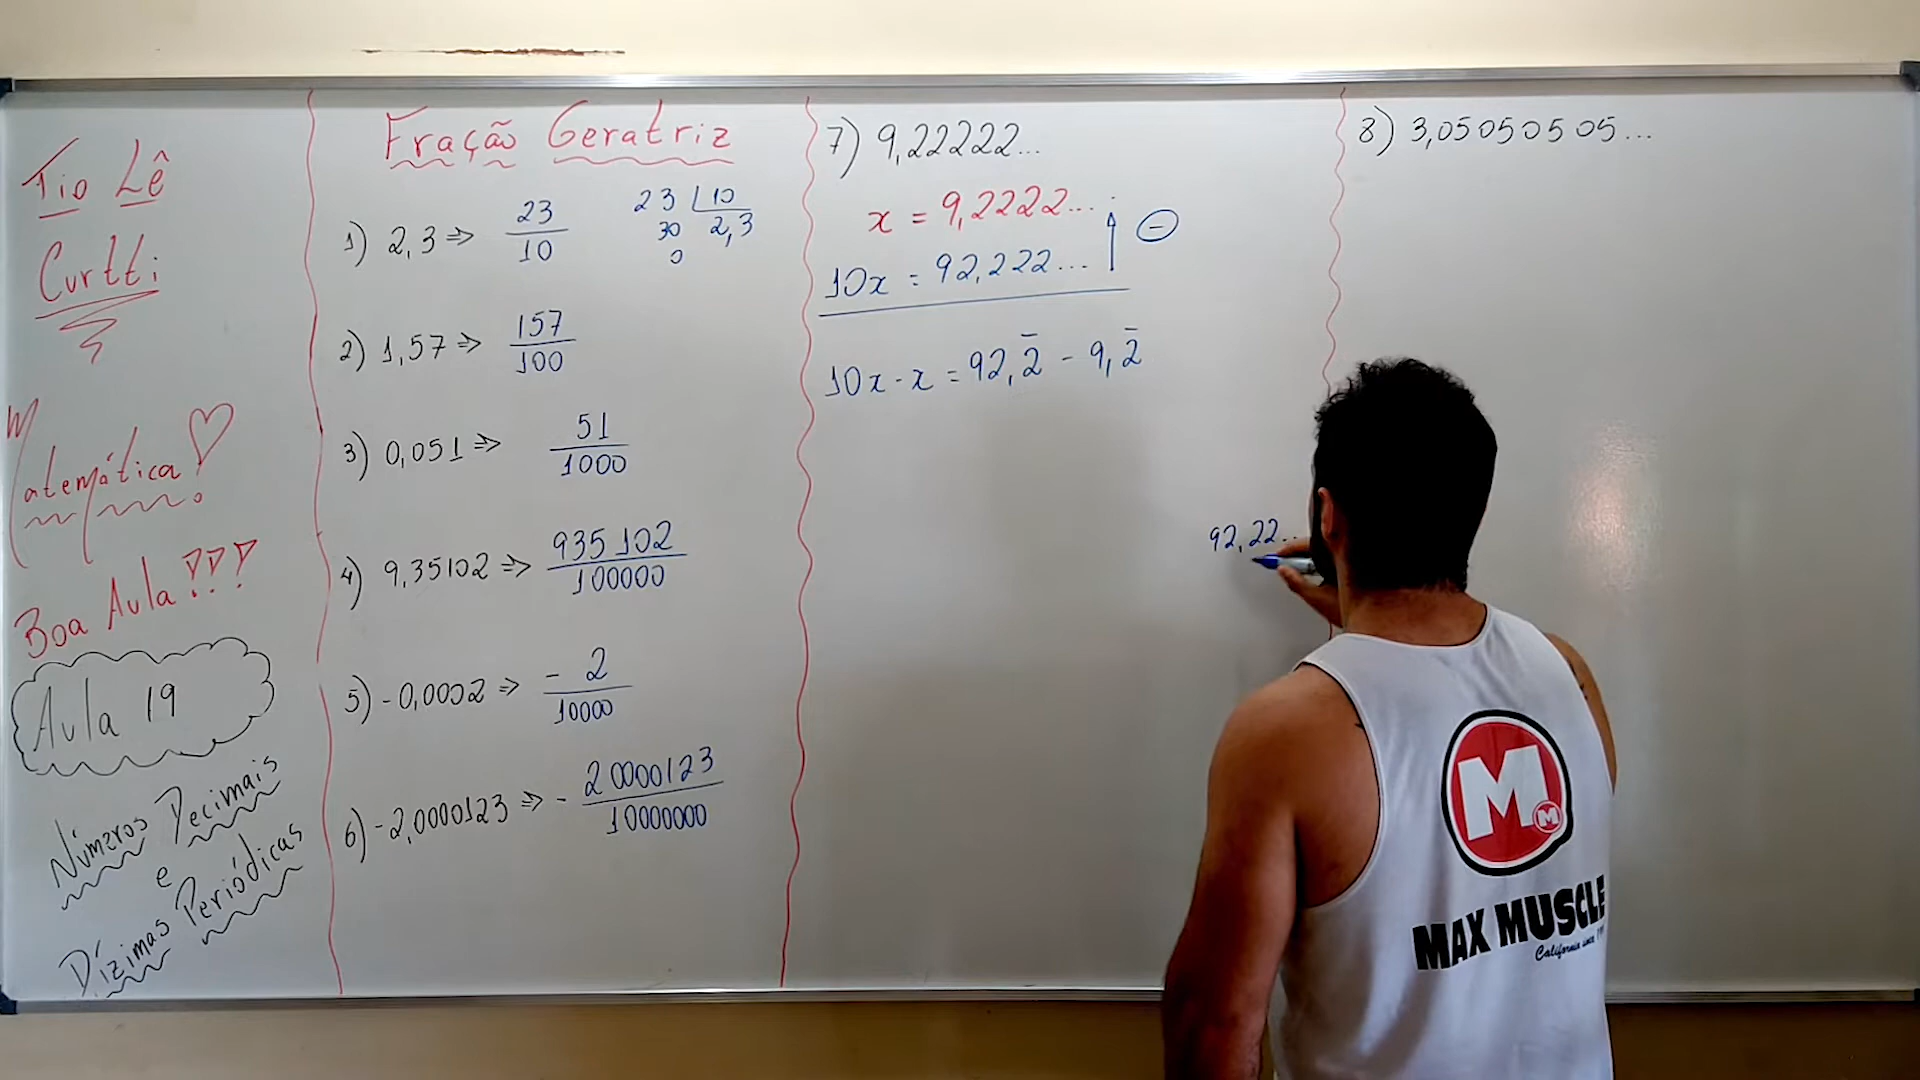 Tio Lê
Curtti
Matemática
Boa Aula!!!
Aula 19
Números Decimais
e
Dízimas Periódicas
Fração Geratriz
1) 2,3 ⇒ 23/10
23 | 10
30 2,3
0
2) 1,57 ⇒ 157/100
3) 0,051 ⇒ 51/1000
4) 9,35102 ⇒ 935102/100000
5) -0,0002 ⇒ - 2/10000
6) -2,0000123 ⇒ - 20000123/10000000
7) 9,22222...
x = 9,2222...
10x = 92,222...
10x - x = 92,2̅ - 9,2̅
92,22...
8) 3,05050505...
M
M
MAX MUSCLE